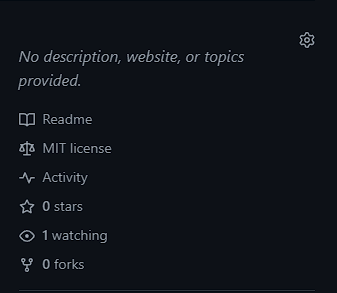 No description, website, or topics
provided.
Readme
MIT license
Activity
0 stars
1 watching
0 forks